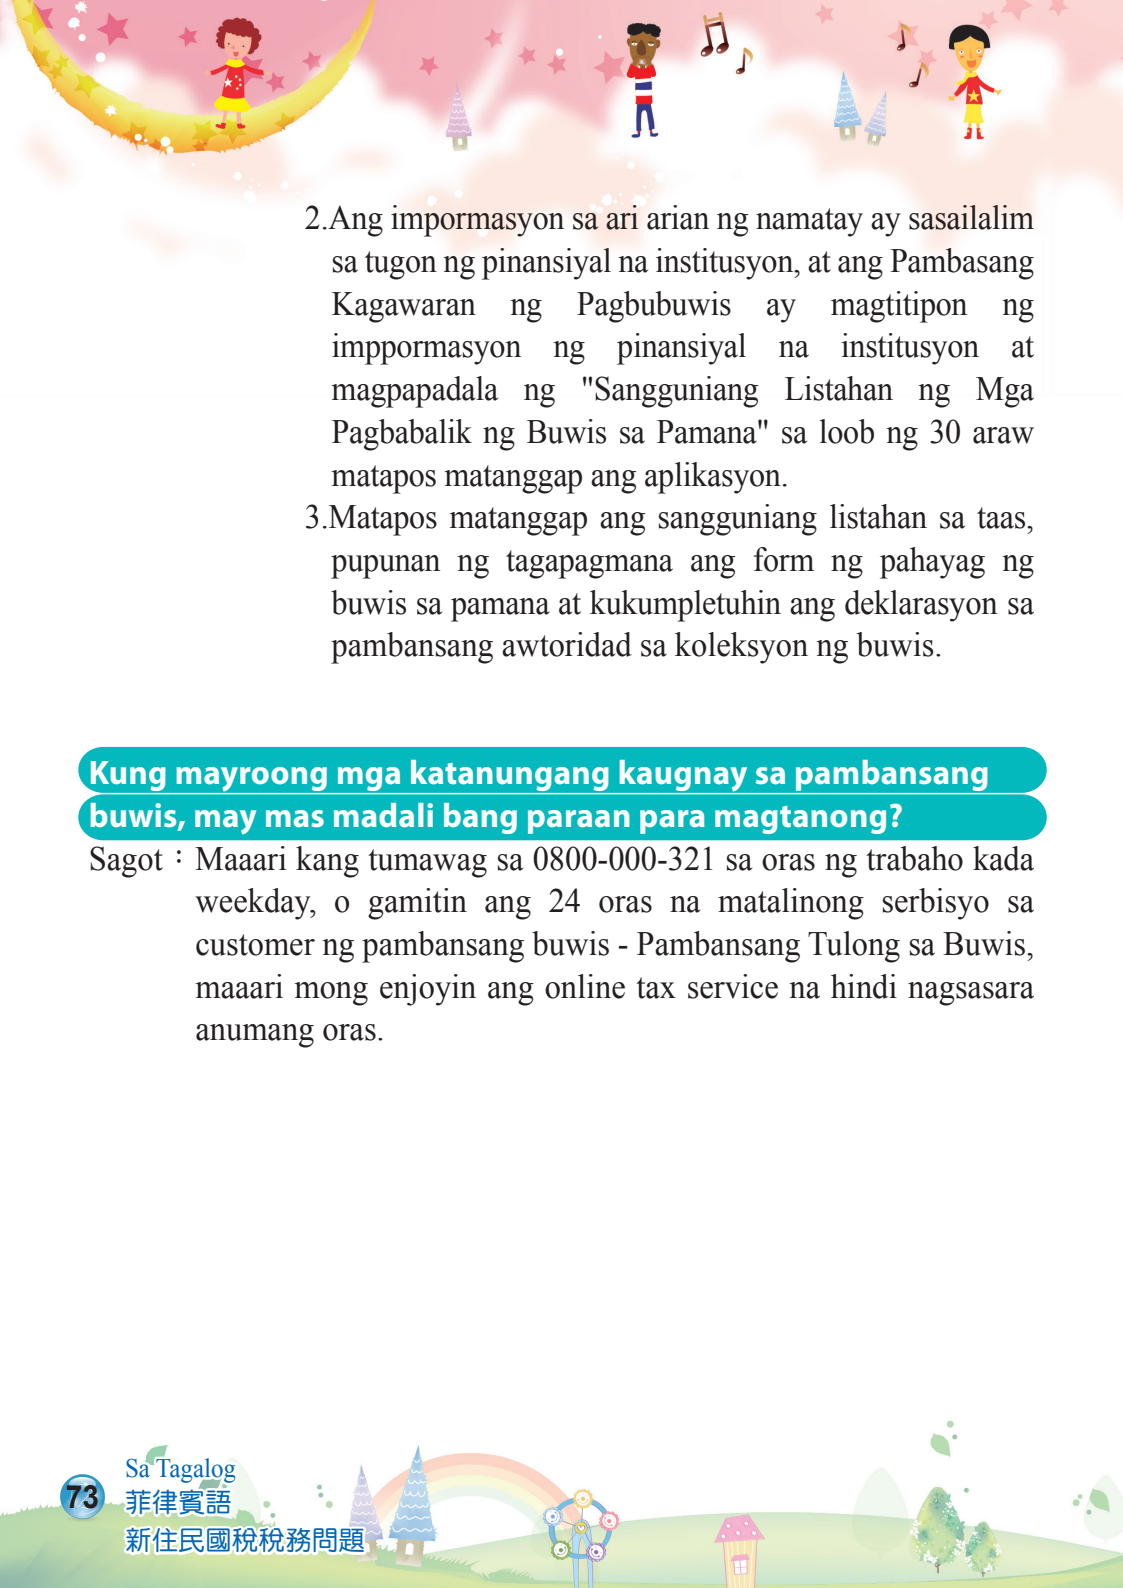 2.Ang impormasyon sa ari arian ng namatay ay sasailalim
sa tugon ng pinansiyal na institusyon, at ang Pambasang
Kagawaran ng Pagbubuwis ay magtitipon ng
imppormasyon ng pinansiyal na institusyon at
magpapadala ng "Sangguniang Listahan ng Mga
Pagbabalik ng Buwis sa Pamana" sa loob ng 30 araw
matapos matanggap ang aplikasyon.
3.Matapos matanggap ang sangguniang listahan sa taas,
pupunan ng tagapagmana ang form ng pahayag ng
buwis sa pamana at kukumpletuhin ang deklarasyon sa
pambansang awtoridad sa koleksyon ng buwis.
Kung mayroong mga katanungang kaugnay sa pambansang
buwis, may mas madali bang paraan para magtanong?
Sagot：Maaari kang tumawag sa 0800-000-321 sa oras ng trabaho kada
weekday, o gamitin ang 24 oras na matalinong serbisyo sa
customer ng pambansang buwis - Pambansang Tulong sa Buwis,
maaari mong enjoyin ang online tax service na hindi nagsasara
anumang oras.
Sa Tagalog
73 菲律賓語
新住民國稅稅務問題